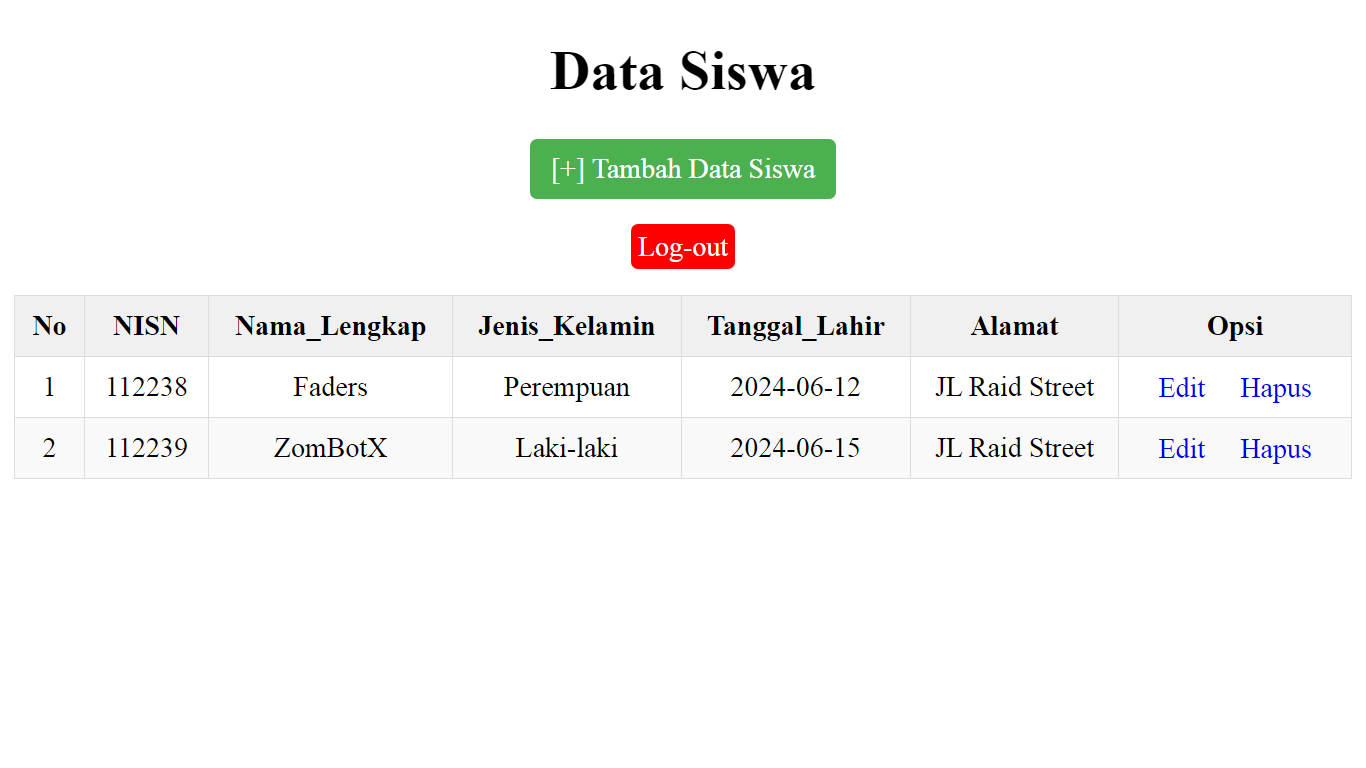 Data Siswa
[+] Tambah Data Siswa
Log-out
No NISN Nama_Lengkap Jenis_Kelamin Tanggal_Lahir Alamat Opsi
1 112238 Faders Perempuan 2024-06-12 JL Raid Street Edit Hapus
2 112239 ZomBotX Laki-laki 2024-06-15 JL Raid Street Edit Hapus